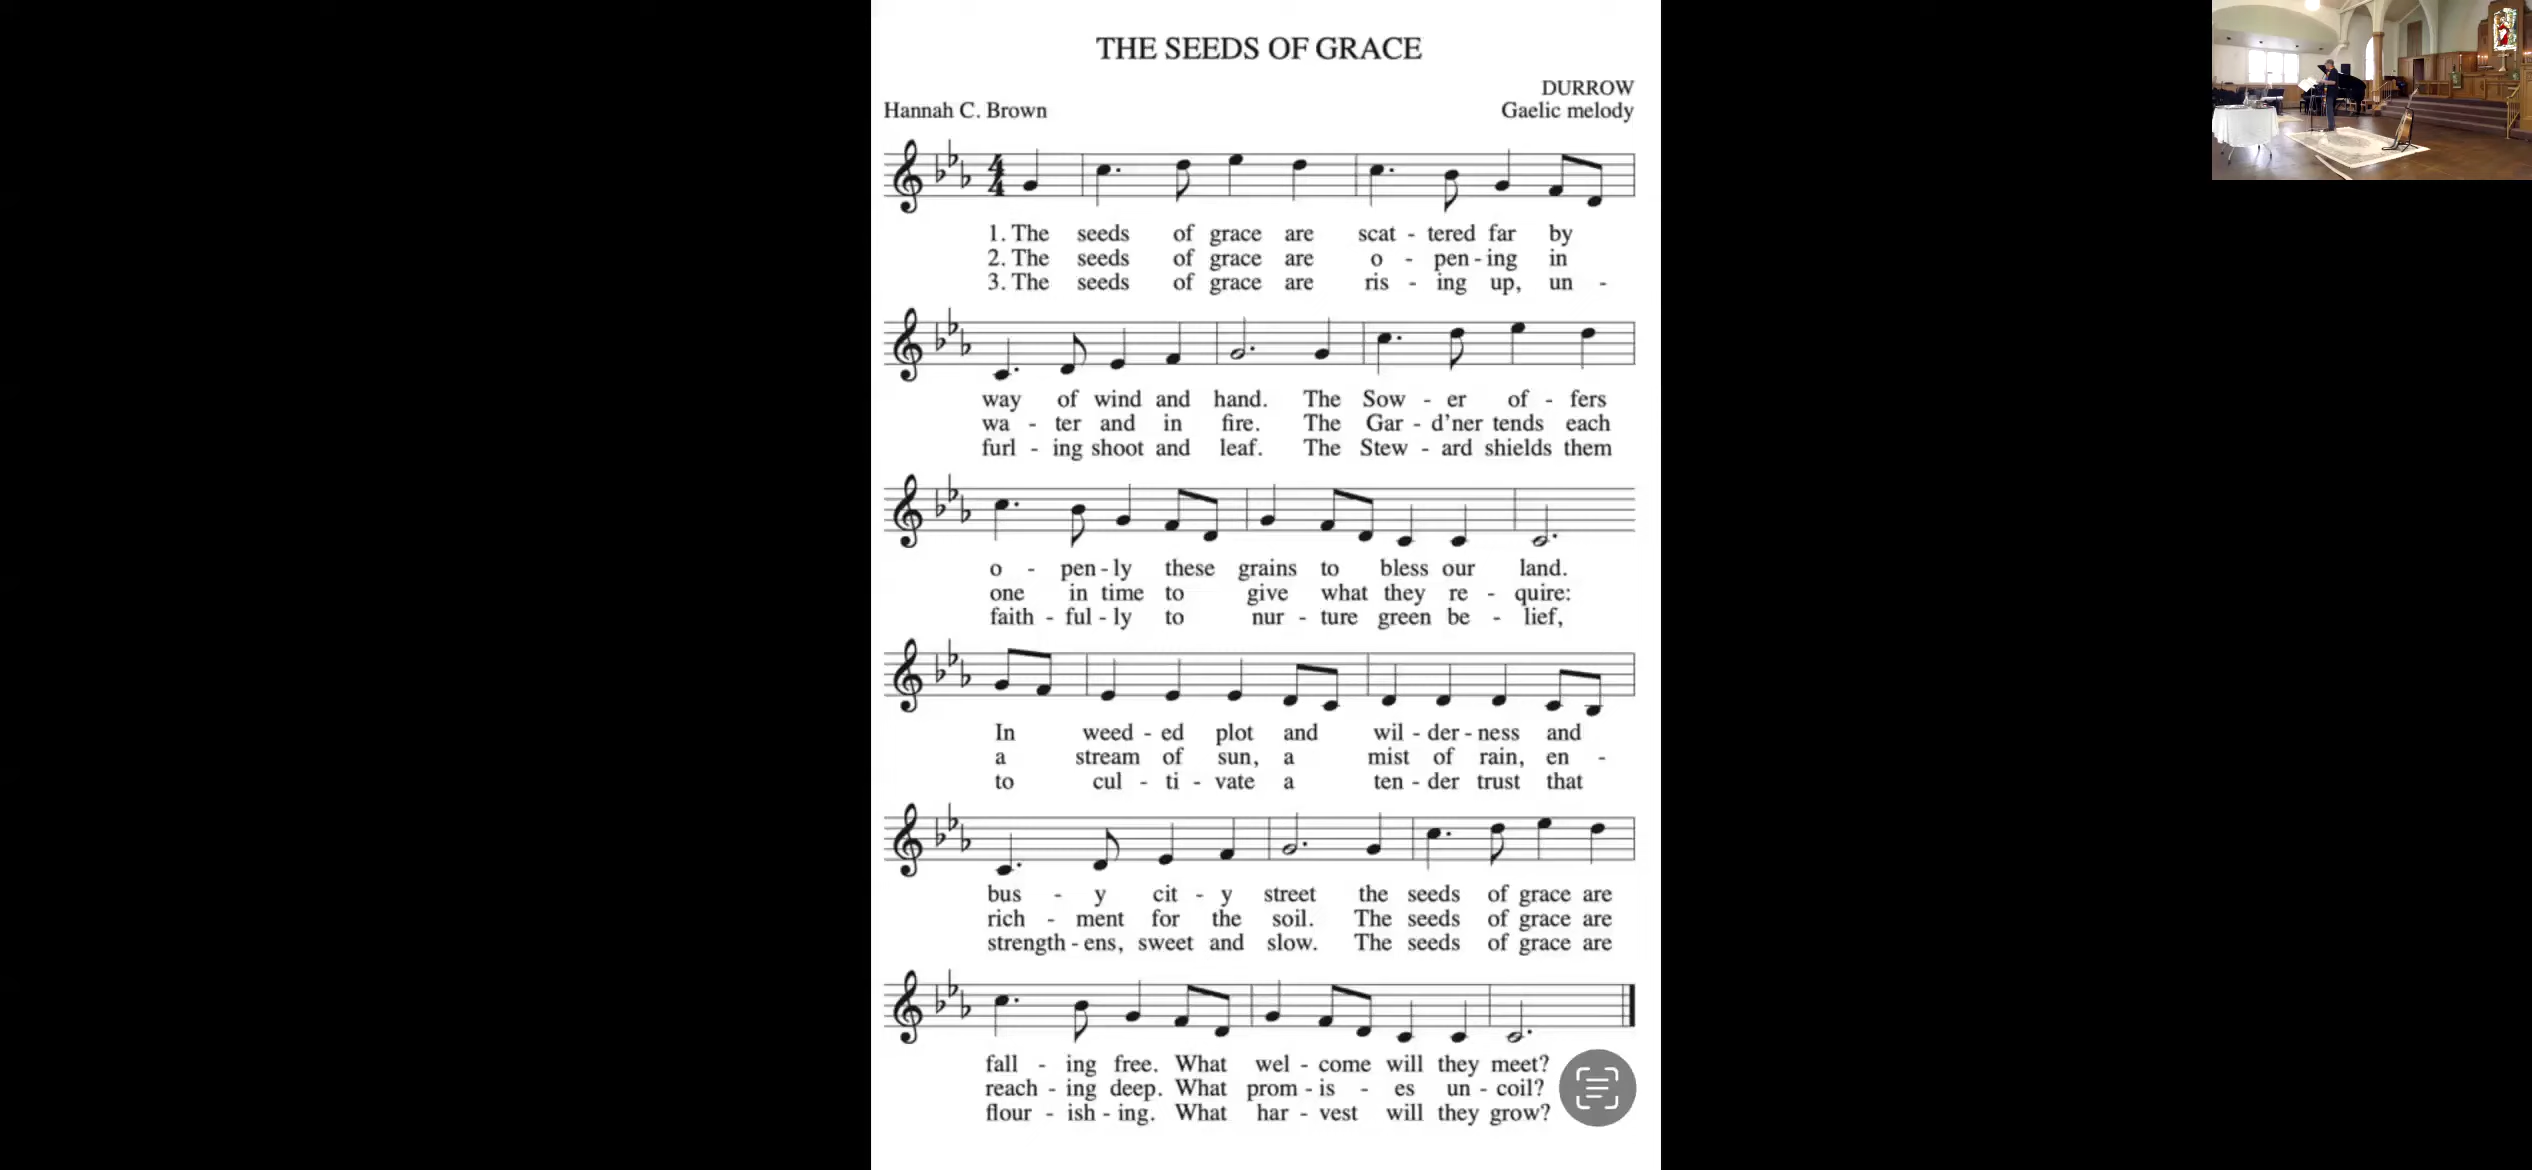 THE SEEDS OF GRACE
DURROW
Hannah C. Brown Gaelic melody
1. The seeds of grace are scat - tered far by
2. The seeds of grace are o - pen - ing in
3. The seeds of grace are ris - ing up, un -
way of wind and hand. The Sow - er of - fers
wa - ter and in fire. The Gar - d'ner tends each
furl - ing shoot and leaf. The Stew - ard shields them
o - pen - ly these grains to bless our land.
one in time to give what they re - quire:
faith - ful - ly to nur - ture green be - lief,
In weed - ed plot and wil - der - ness and
a stream of sun, a mist of rain, en -
to cul - ti - vate a ten - der trust that
bus - y cit - y street the seeds of grace are
rich - ment for the soil. The seeds of grace are
strength - ens, sweet and slow. The seeds of grace are
fall - ing free. What wel - come will they meet?
reach - ing deep. What prom - is - es un - coil?
flour - ish - ing. What har - vest will they grow?